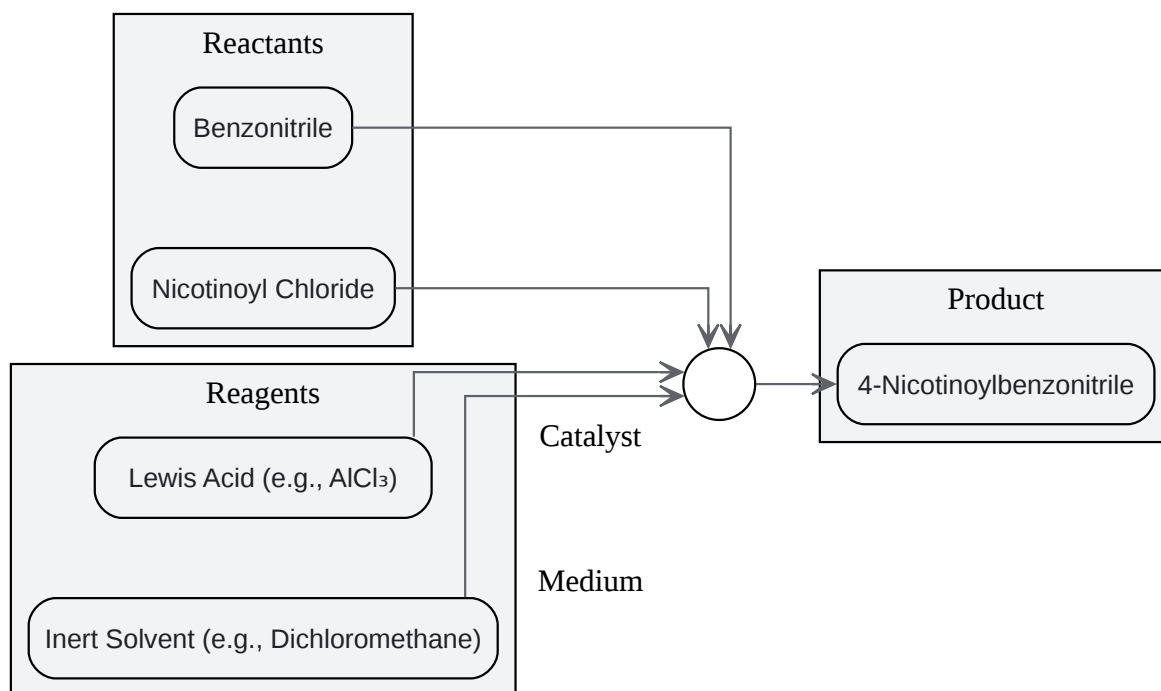 Reactants
Benzonitrile
Nicotinoyl Chloride
Reagents
Lewis Acid (e.g., AlCl₃)
Inert Solvent (e.g., Dichloromethane)
Catalyst
Medium
Product
4-Nicotinoylbenzonitrile